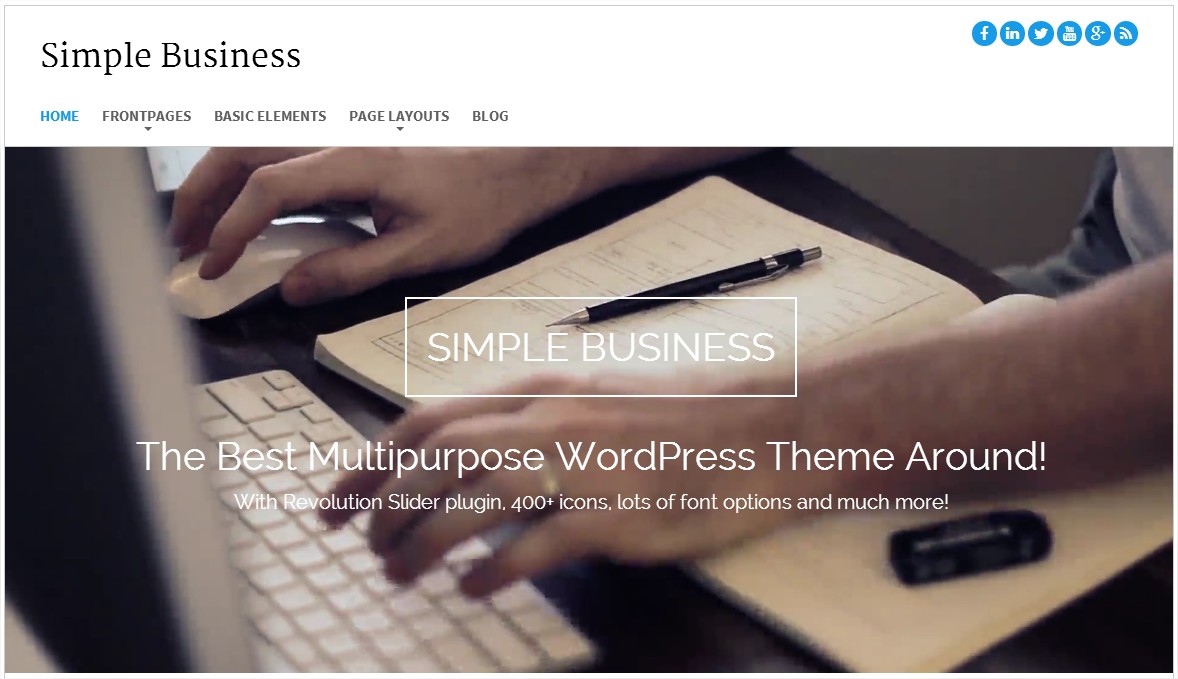 Simple Business
HOME FRONTPAGES BASIC ELEMENTS PAGE LAYOUTS BLOG
SIMPLE BUSINESS
The Best Multipurpose WordPress Theme Around!
With Revolution Slider plugin, 400+ icons, lots of font options and much more!